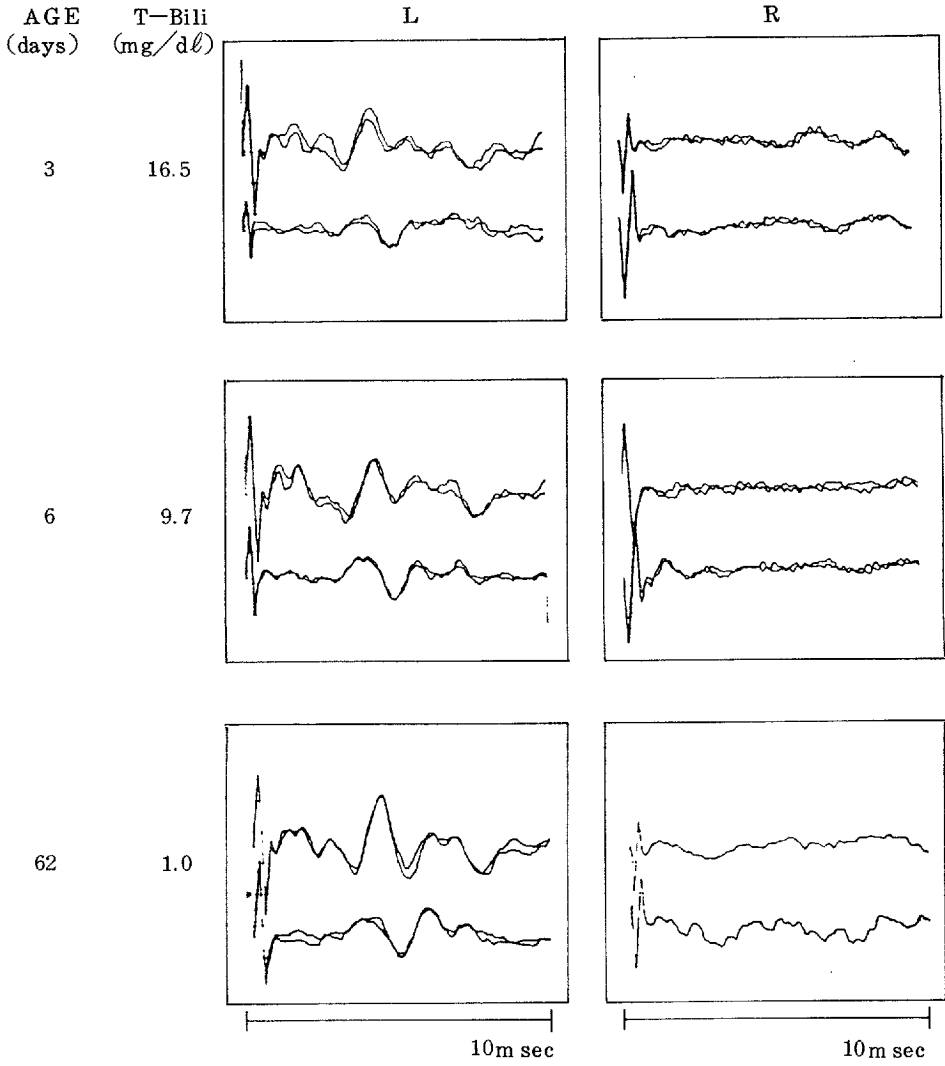 AGE T-Bili L R
(days) (mg/dℓ)
3 16.5
6 9.7
62 1.0
10m sec 10m sec